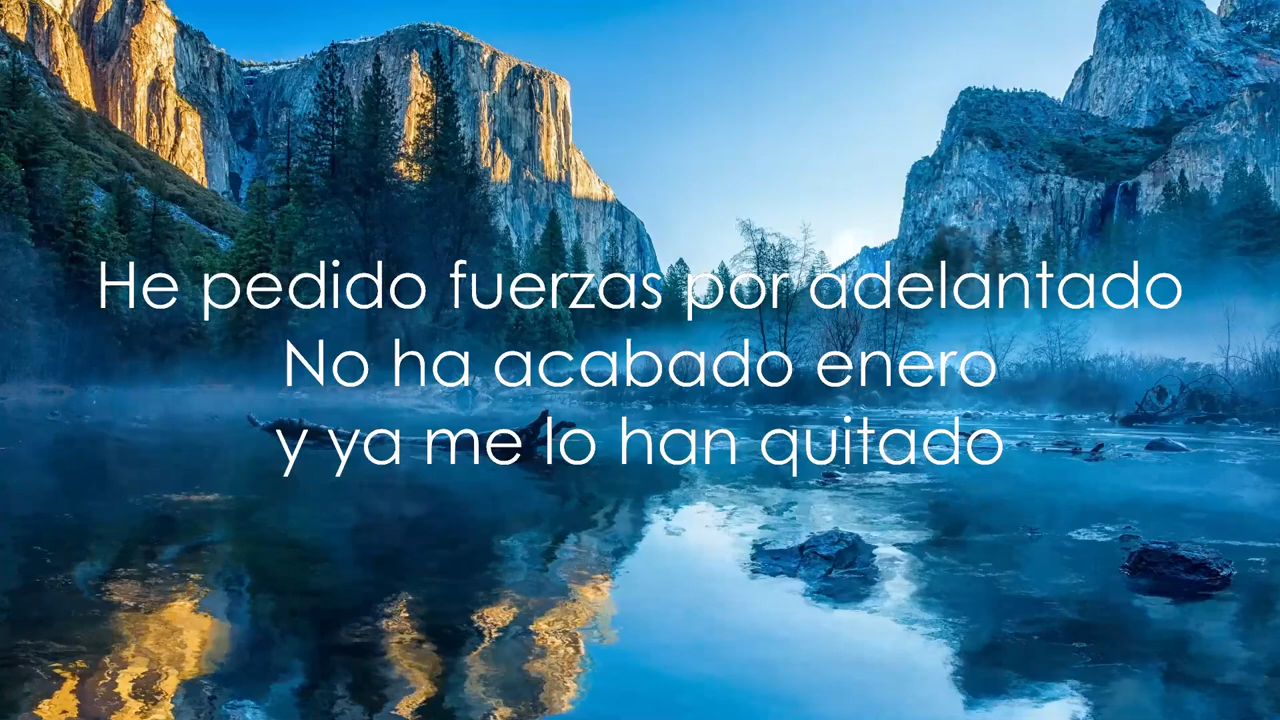 He pedido fuerzas por adelantado
No ha acabado enero
y ya me lo han quitado